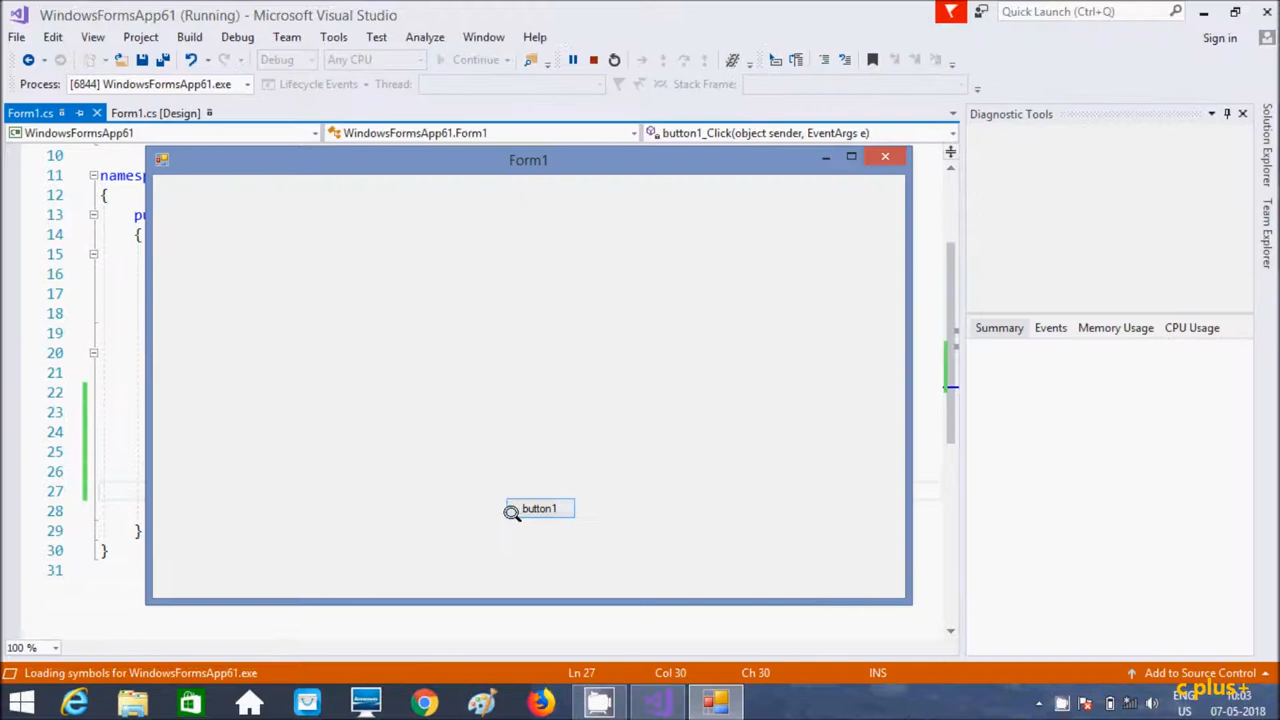 WindowsFormsApp61 (Running) - Microsoft Visual Studio
Quick Launch (Ctrl+Q)
File Edit View Project Build Debug Team Tools Test Analyze Window Help
Sign in
Debug Any CPU Continue
Process: [6844] WindowsFormsApp61.exe Lifecycle Events Thread: Stack Frame:
Form1.cs Form1.cs [Design]
Diagnostic Tools
WindowsFormsApp61 WindowsFormsApp61.Form1 button1_Click(object sender, EventArgs e)
Solution Explorer
Team Explorer
10
Form1
11 namesp
12 {
13 pu
14 {
15
16
17
18
19
20
21
22
23
24
25
26
27
28
29 }
30 }
31
button1
Summary Events Memory Usage CPU Usage
100 %
Loading symbols for WindowsFormsApp61.exe Ln 27 Col 30 Ch 30 INS Add to Source Control
c plus+
ENG 10:03
US 07-05-2018